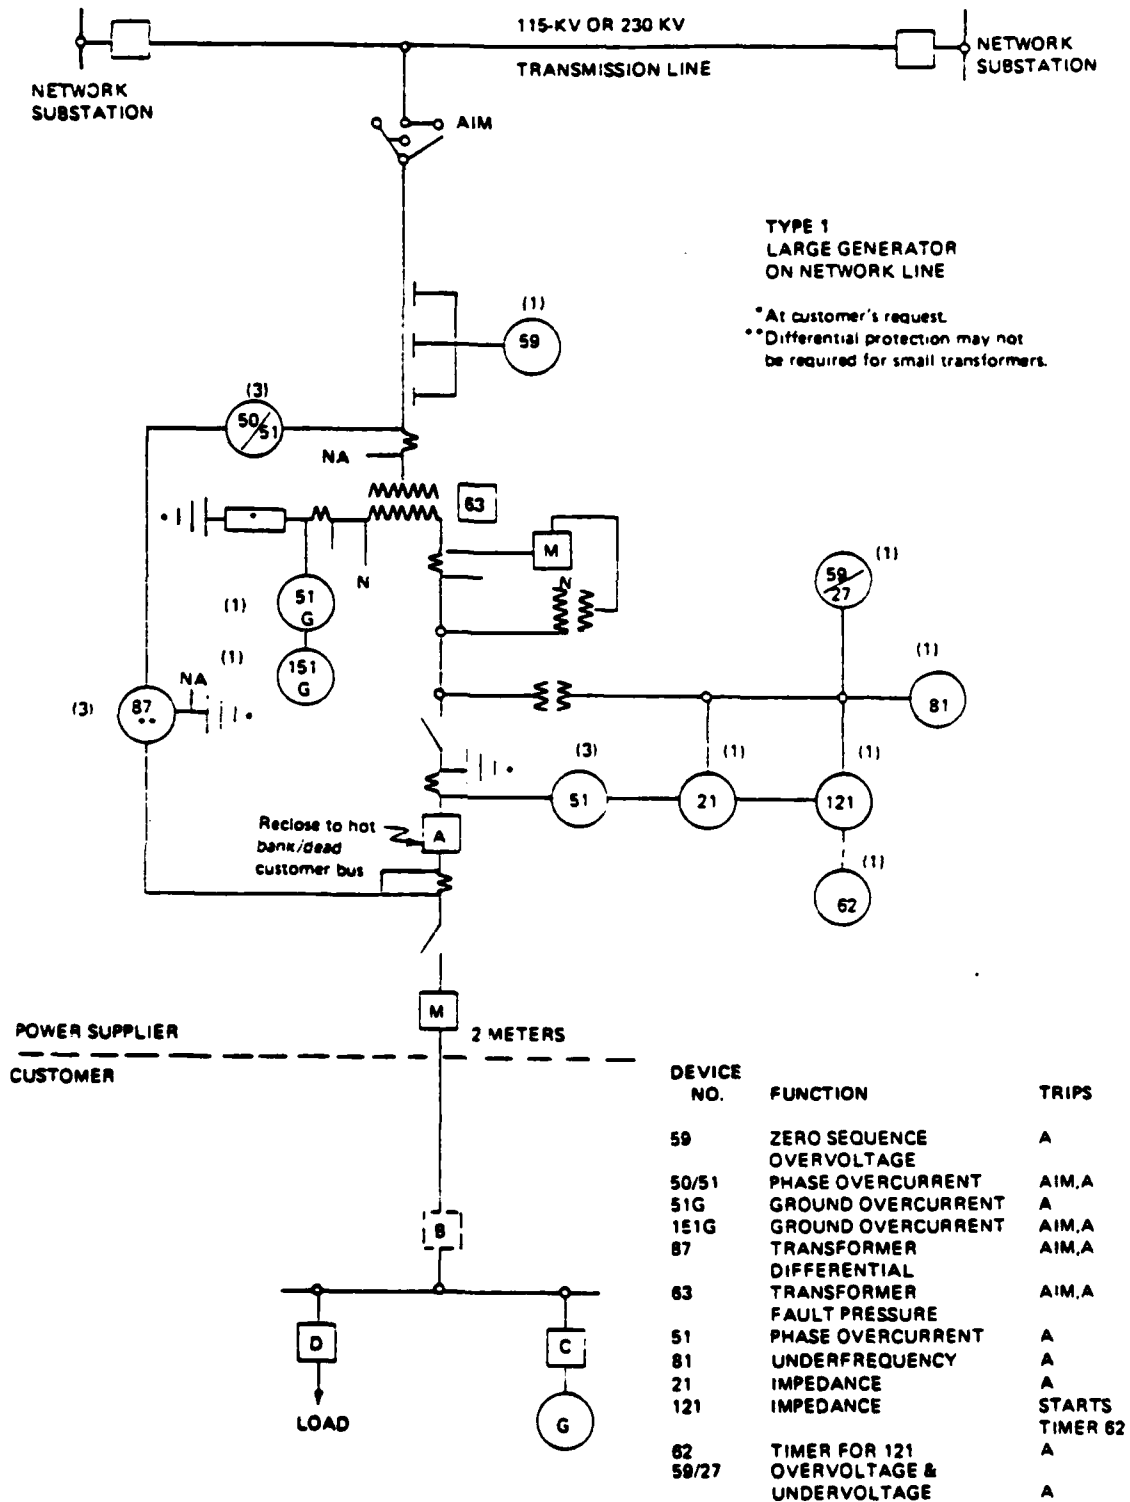 115-KV OR 230 KV
TRANSMISSION LINE
NETWORK
SUBSTATION
NETWORK
SUBSTATION
AIM
TYPE 1
LARGE GENERATOR
ON NETWORK LINE
*At customer's request.
**Differential protection may not
be required for small transformers.
(1)
59
(3)
50/51
NA
63
*
*
M
N
N
(1)
51
G
(1)
151
G
59/27
(1)
(1)
81
NA
(3)
87
**
*
*
(3)
51
(1)
21
(1)
121
Reclose to hot
bank/dead
customer bus
A
(1)
62
M
2 METERS
POWER SUPPLIER
CUSTOMER
B
D
C
LOAD
G
DEVICE
NO. FUNCTION TRIPS
59 ZERO SEQUENCE A
OVERVOLTAGE
50/51 PHASE OVERCURRENT AIM,A
51G GROUND OVERCURRENT A
151G GROUND OVERCURRENT AIM,A
87 TRANSFORMER AIM,A
DIFFERENTIAL
63 TRANSFORMER AIM,A
FAULT PRESSURE
51 PHASE OVERCURRENT A
81 UNDERFREQUENCY A
21 IMPEDANCE A
121 IMPEDANCE STARTS
TIMER 62
62 TIMER FOR 121 A
59/27 OVERVOLTAGE &
UNDERVOLTAGE A